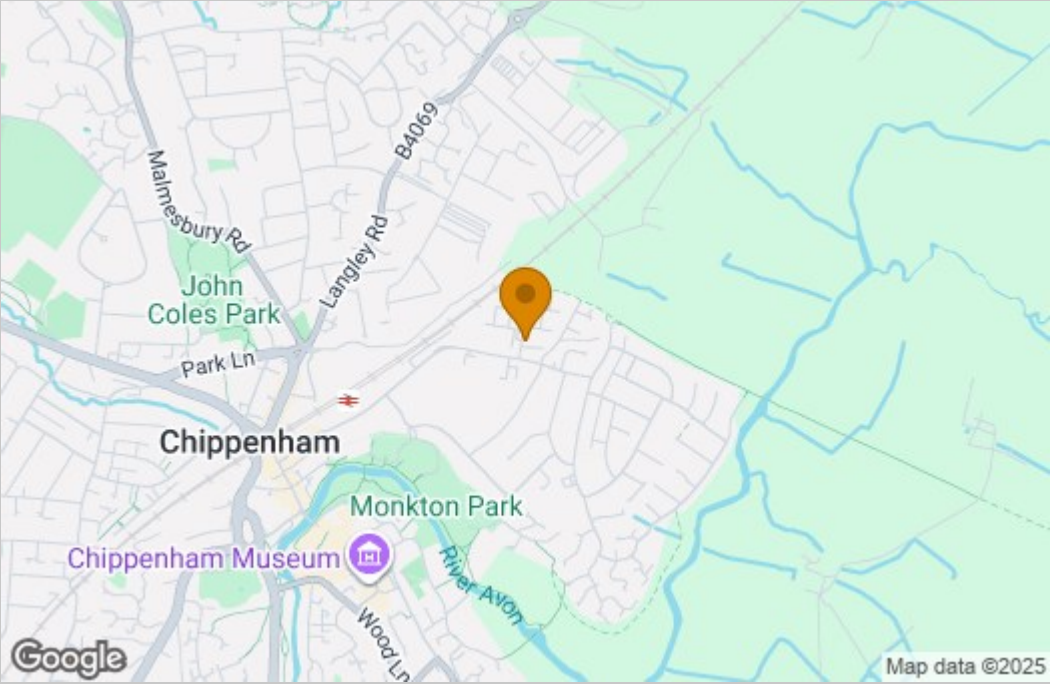 B4069
Malmesbury Rd
Langley Rd
John
Coles Park
Park Ln
Chippenham
Monkton Park
Chippenham Museum
River Avon
Wood Ln
Google
Map data ©2025